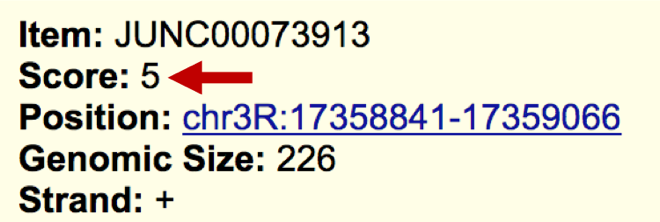 Item: JUNC00073913
Score: 5
Position: chr3R:17358841-17359066
Genomic Size: 226
Strand: +